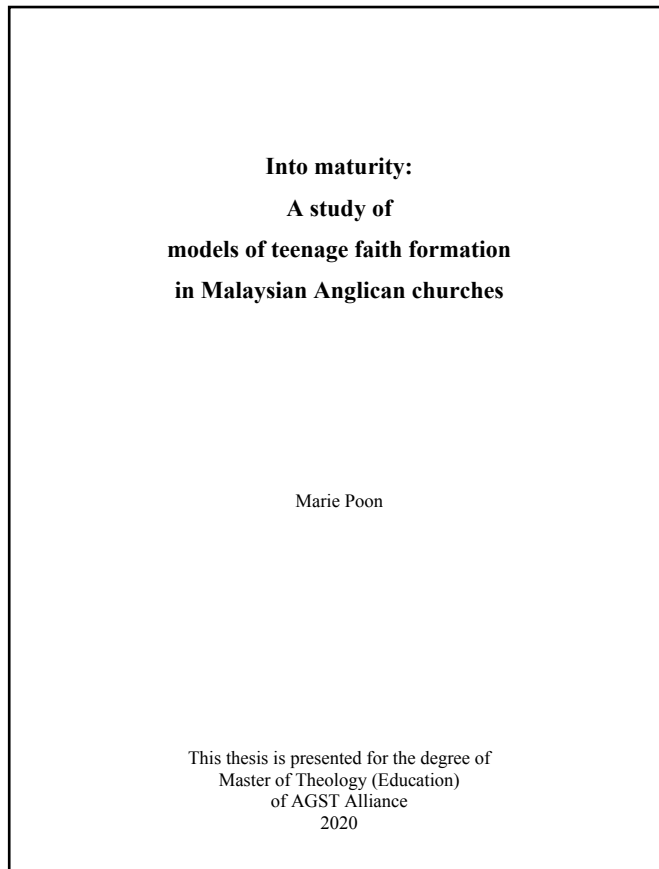 Into maturity:
A study of
models of teenage faith formation
in Malaysian Anglican churches
Marie Poon
This thesis is presented for the degree of
Master of Theology (Education)
of AGST Alliance
2020